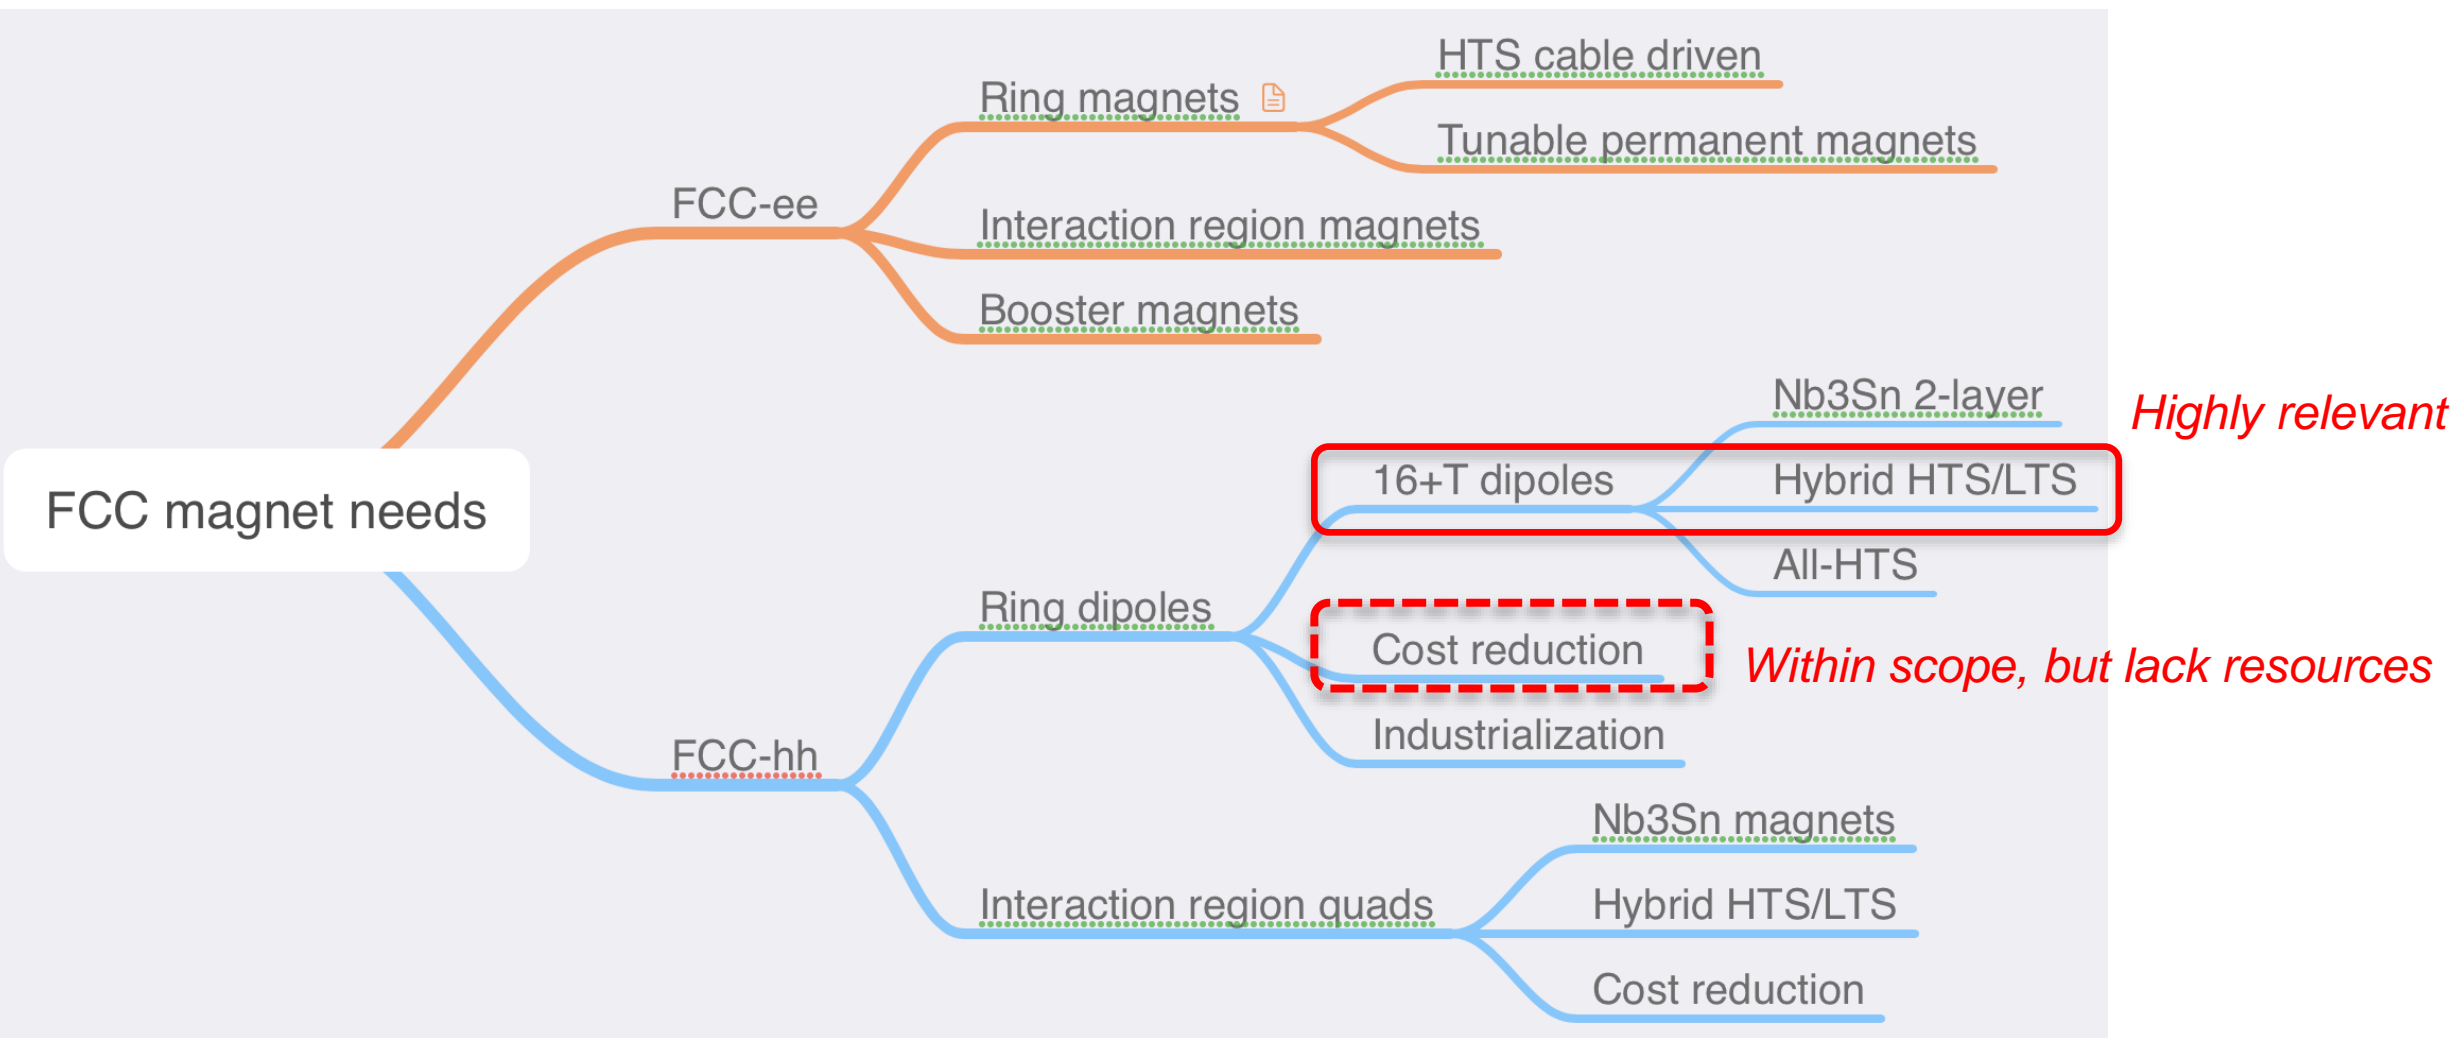 FCC magnet needs
FCC-ee
Ring magnets
HTS cable driven
Tunable permanent magnets
Interaction region magnets
Booster magnets
FCC-hh
Ring dipoles
16+T dipoles
Nb3Sn 2-layer
Highly relevant
Hybrid HTS/LTS
All-HTS
Cost reduction
Within scope, but lack resources
Industrialization
Interaction region quads
Nb3Sn magnets
Hybrid HTS/LTS
Cost reduction